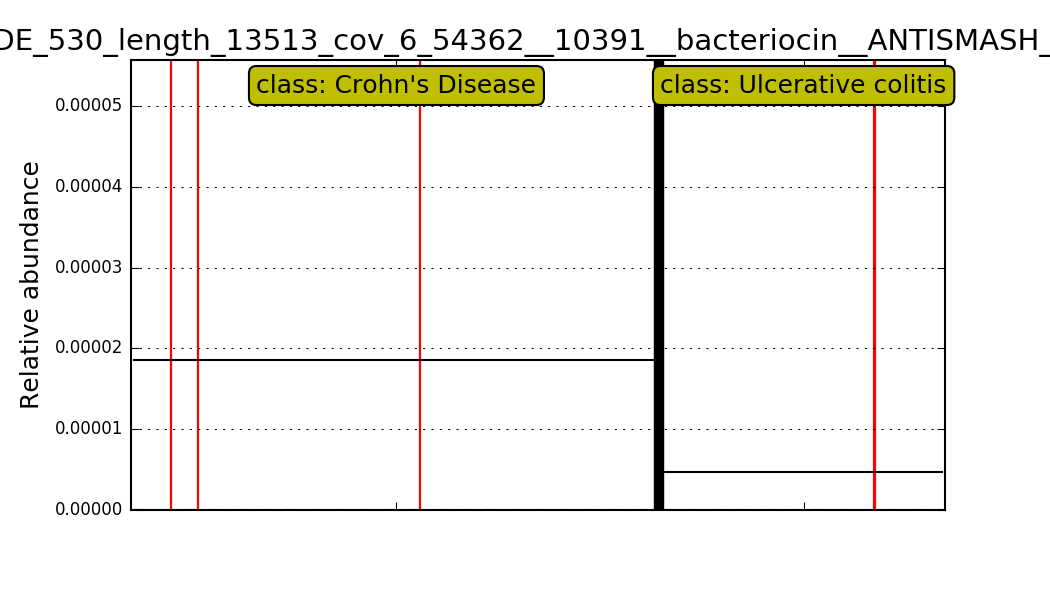 DE_530_length_13513_cov_6_54362__10391__bacteriocin__ANTISMASH_
class: Crohn's Disease
class: Ulcerative colitis
Relative abundance
0.00005
0.00004
0.00003
0.00002
0.00001
0.00000